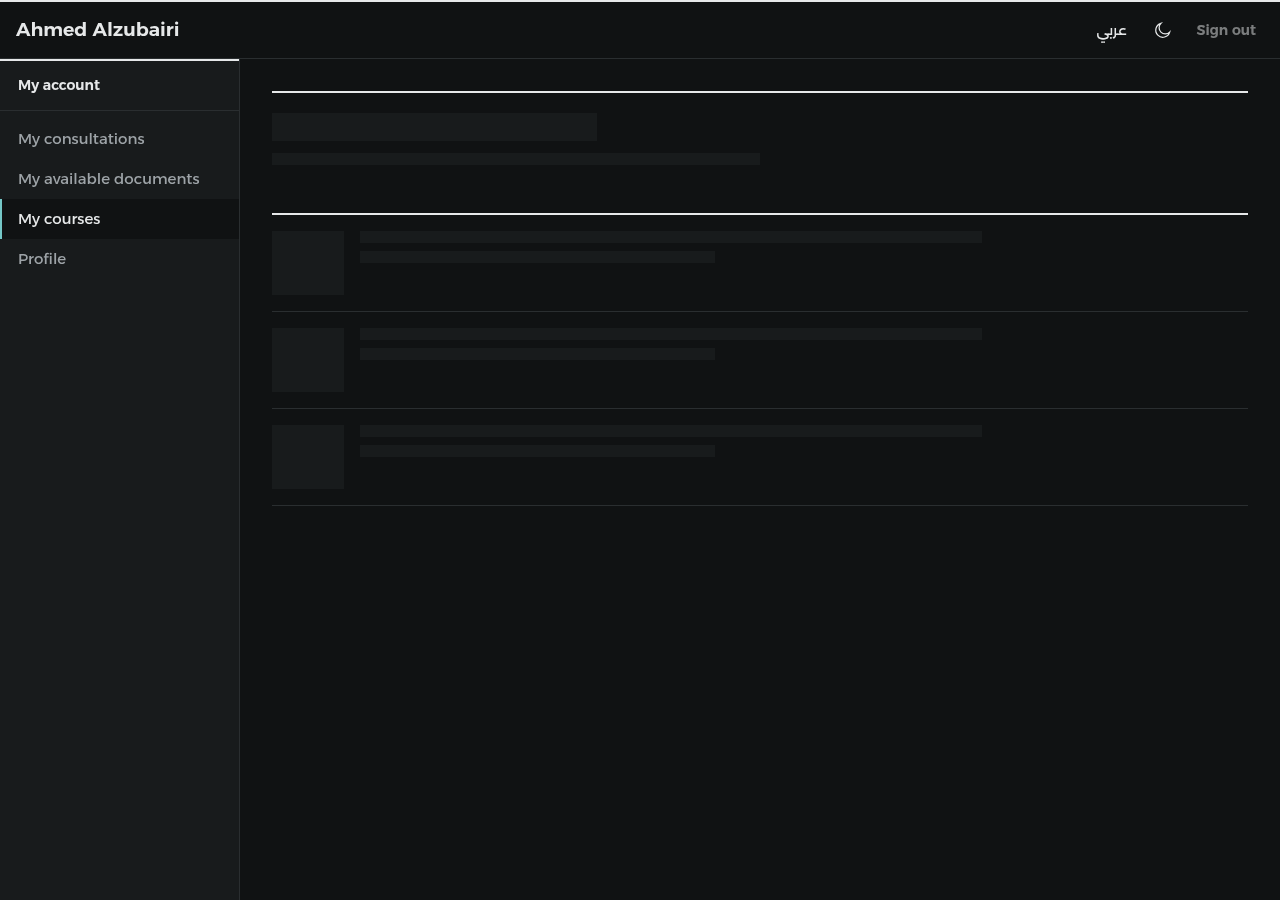 Ahmed Alzubairi
عربي
Sign out
My account
My consultations
My available documents
My courses
Profile